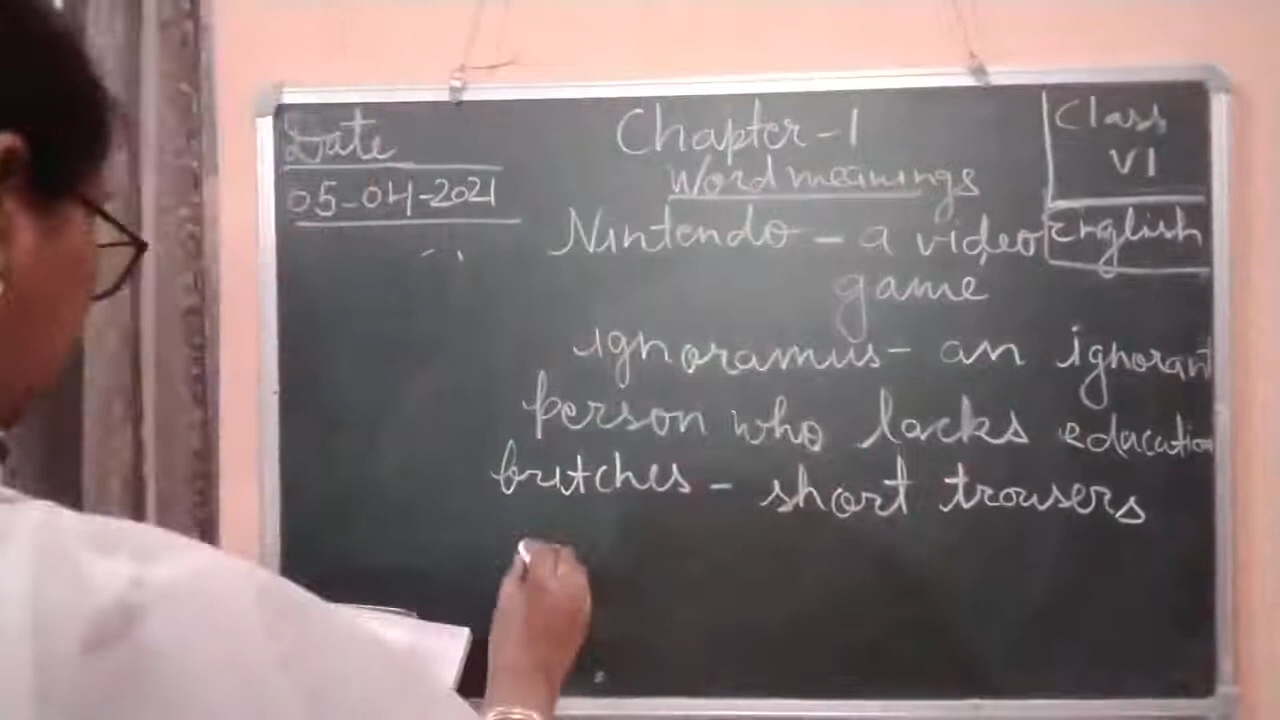 Date
05-04-2021
Chapter-1
Word meanings
Class
VI
English
Nintendo - a video
game
ignoramus - an ignorant
person who lacks education
britches - short trousers